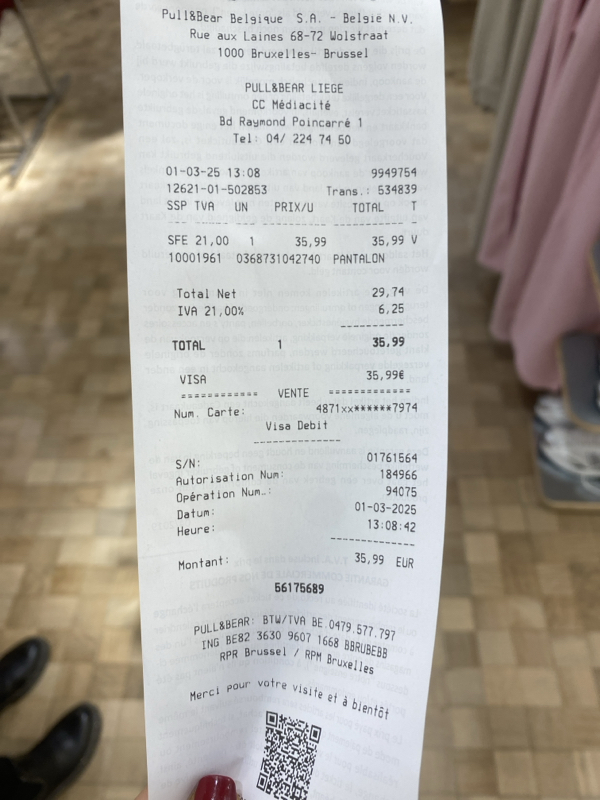 Pull&Bear Belgique S.A. - België N.V.
Rue aux Laines 68-72 Wolstraat
1000 Bruxelles- Brussel
PULL&BEAR LIEGE
CC Médiacité
Bd Raymond Poincarré 1
Tel: 04/ 224 74 50
01-03-25 13:08 9949754
12621-01-502853 Trans.: 534839
SSP TVA UN PRIX/U TOTAL T
SFE 21,00 1 35,99 35,99 V
10001961 0368731042740 PANTALON
Total Net 29,74
IVA 21,00% 6,25
----------
TOTAL 1 35,99
VISA 35,99€
============ VENTE ============
Num. Carte: 4871xx******7974
Visa Debit
--------------
S/N: 01761564
Autorisation Num: 184966
Opération Num..: 94075
Datum: 01-03-2025
Heure: 13:08:42
-------------
Montant: 35,99 EUR
56175689
PULL&BEAR: BTW/TVA BE.0479.577.797
ING BE82 3630 9607 1668 BBRUBEBB
RPR Brussel / RPM Bruxelles
Merci pour votre visite et à bientôt